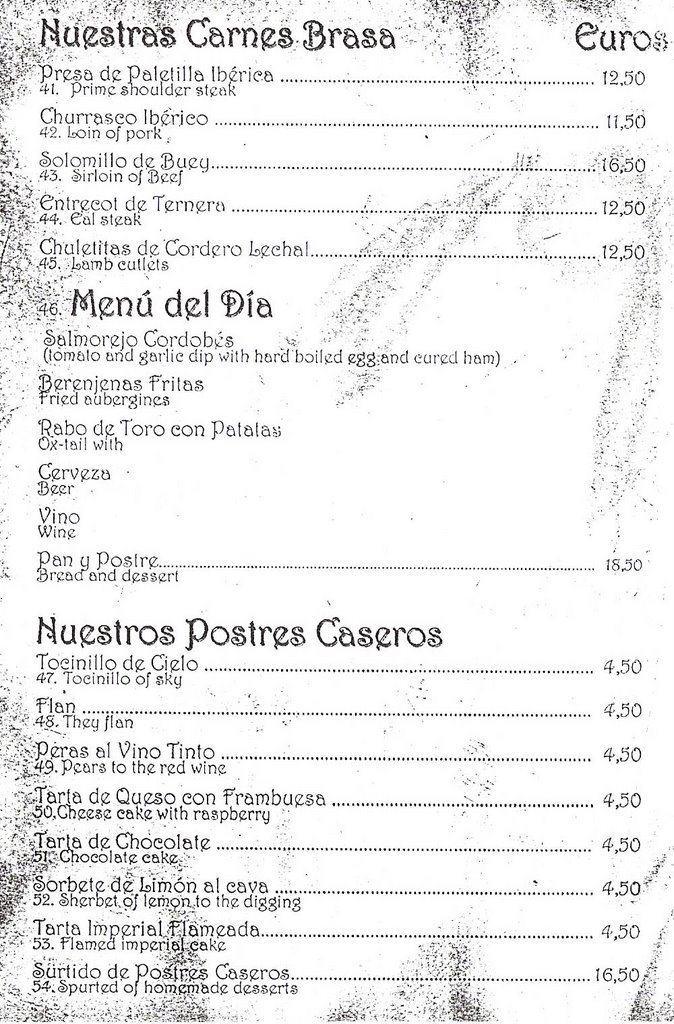 Nuestras Carnes Brasa Euros
Presa de Paletilla Ibérica ........ 12,50
41. Prime shoulder steak
Churrasco Ibérico ........ 11,50
42. Loin of pork
Solomillo de Buey........ 16,50
43. Sirloin of Beef
Entrecot de Ternera ........ 12,50
44. Eal steak
Chuletitas de Cordero Lechal........ 12,50
45. Lamb cutlets
46. Menú del Día
Salmorejo Cordobés
(tomato and garlic dip with hard boiled egg and cured ham)
Berenjenas Fritas
Fried aubergines
Rabo de Toro con Patatas
Ox-tail with
Cerveza
Beer
Vino
Wine
Pan y Postre........ 18,50
Bread and dessert
Nuestros Postres Caseros
Tocinillo de Cielo ........ 4,50
47. Tocinillo of sky
Flan ........ 4,50
48. They flan
Peras al Vino Tinto ........ 4,50
49. Pears to the red wine
Tarta de Queso con Frambuesa ........ 4,50
50. Cheese cake with raspberry
Tarta de Chocolate ........ 4,50
51. Chocolate cake
Sorbete de Limón al cava ........ 4,50
52. Sherbet of lemon to the digging
Tarta Imperial Flameada........ 4,50
53. Flamed imperial cake
Surtido de Postres Caseros........ 16,50
54. Spurted of homemade desserts